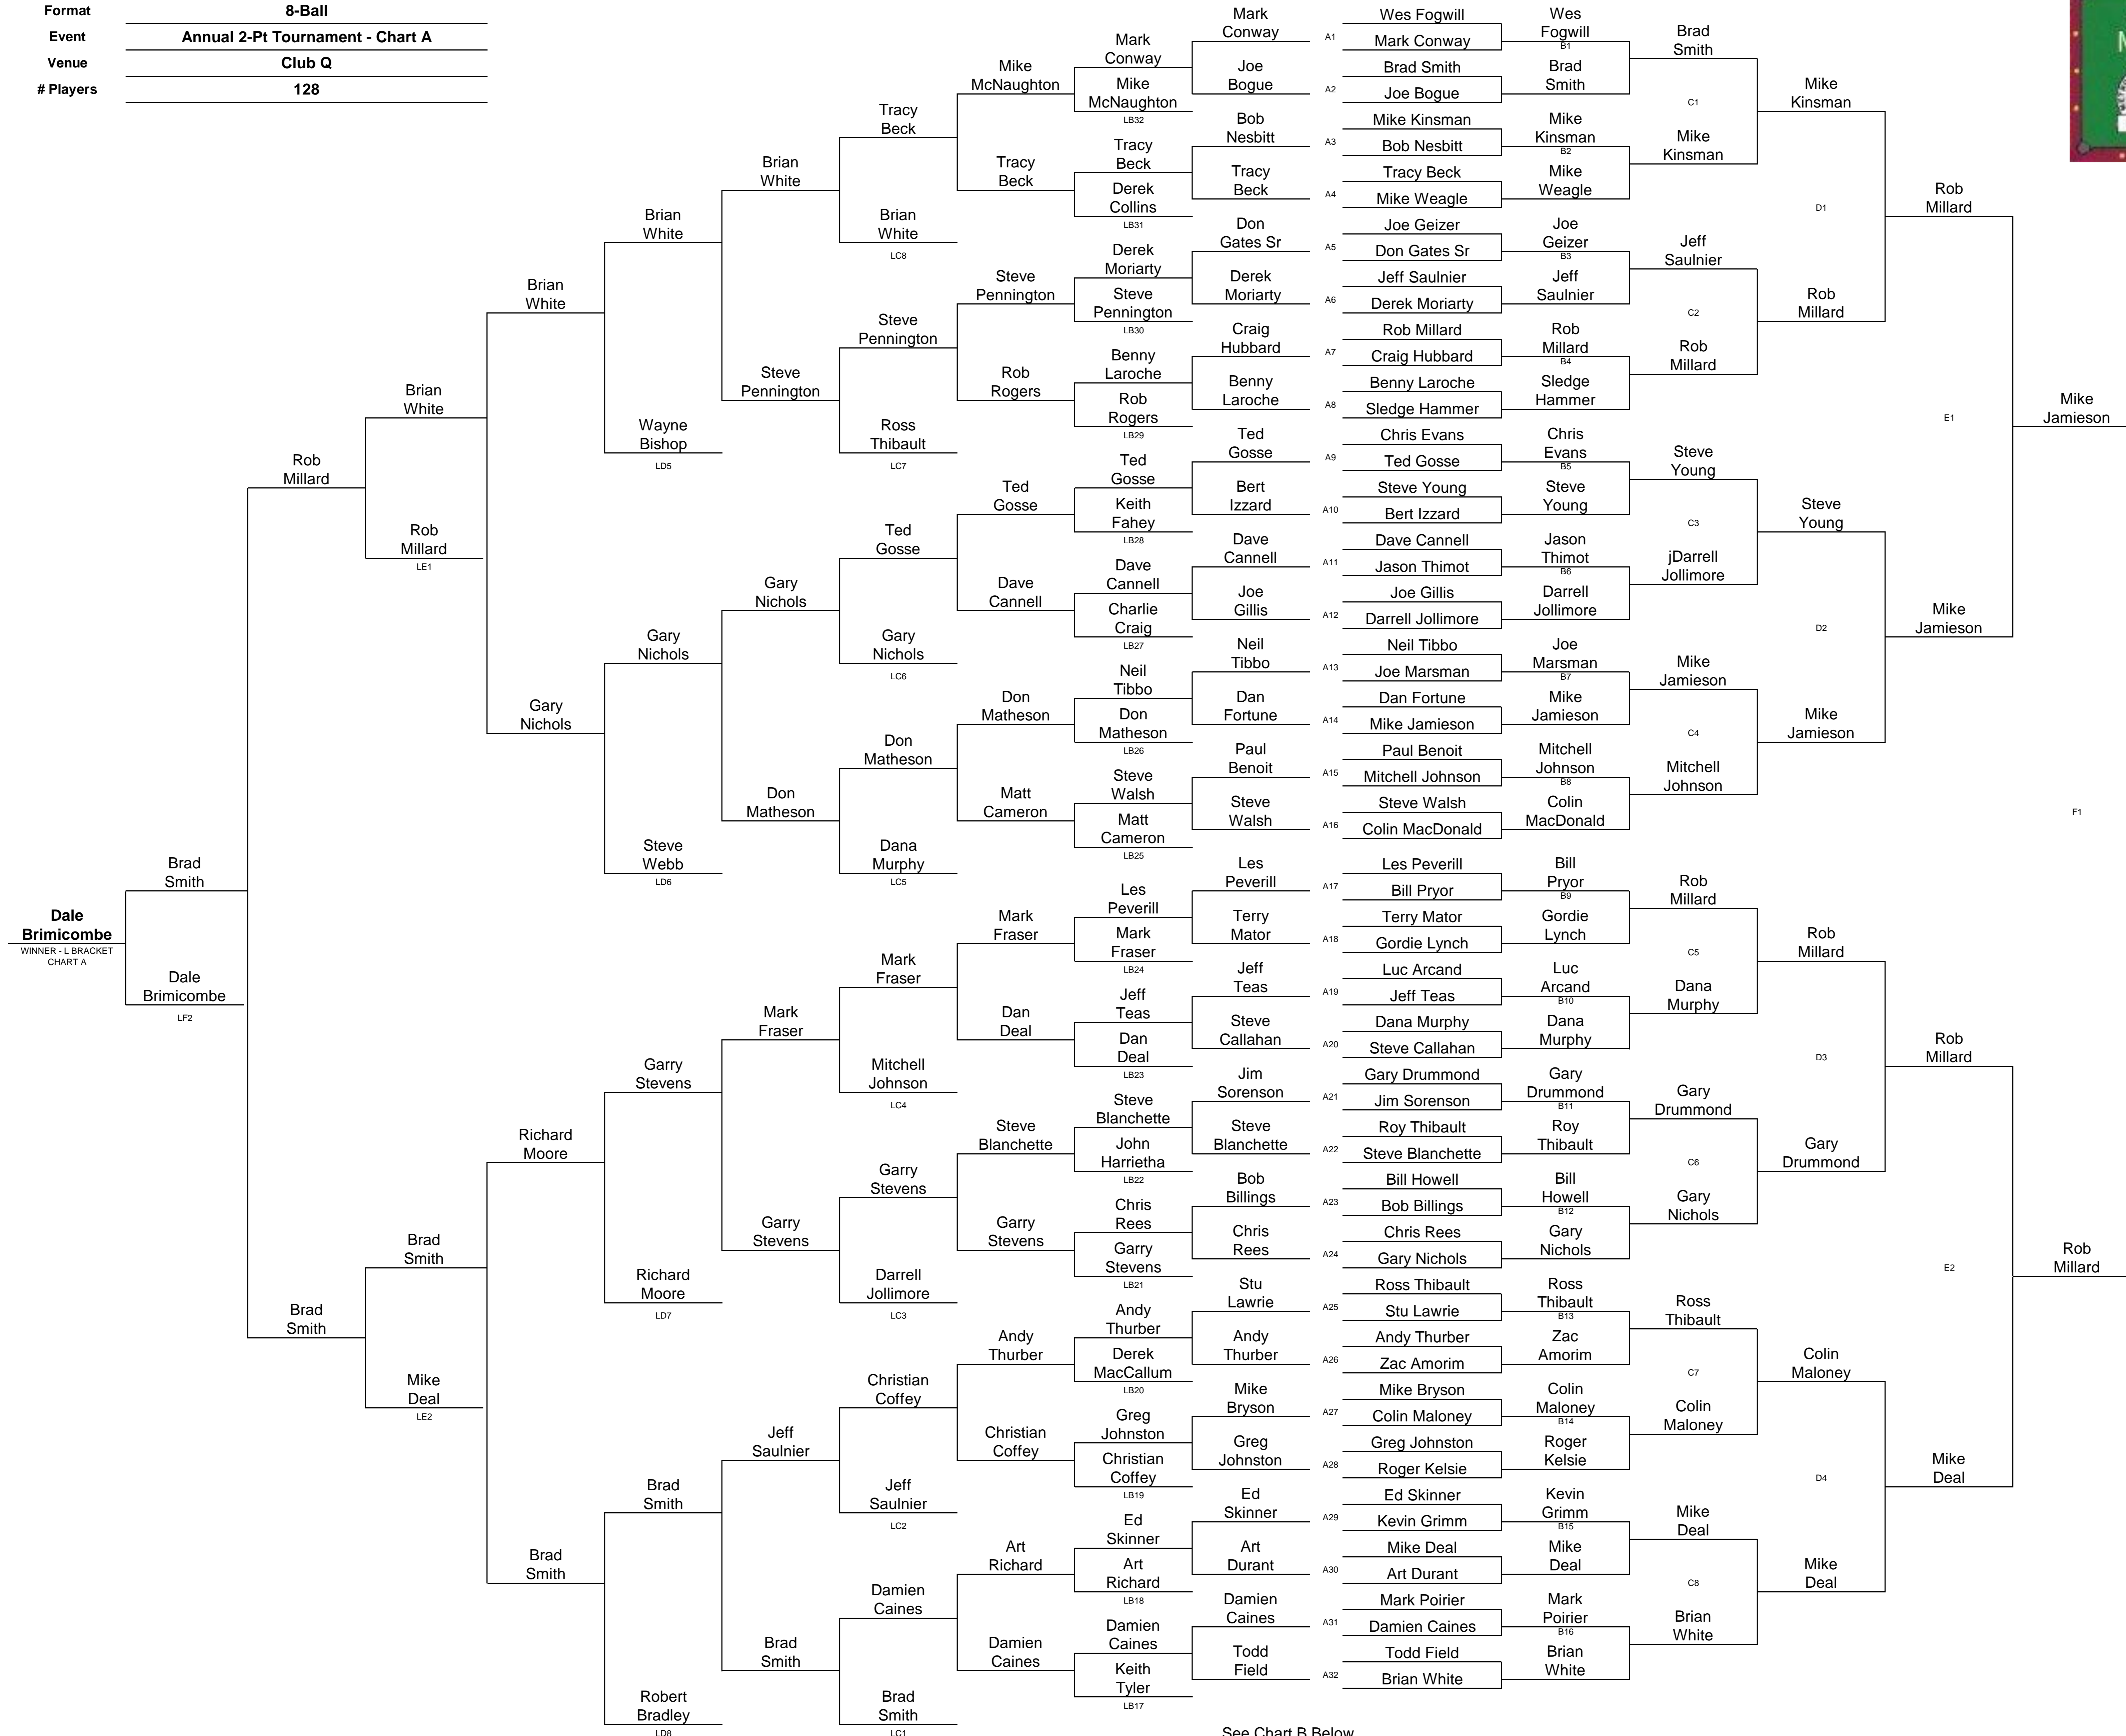 Format
8-Ball
Event
Annual 2-Pt Tournament - Chart A
Venue
Club Q
# Players
128
Dale
Brimicombe
WINNER - L BRACKET
CHART A
Brad
Smith
Dale
Brimicombe
LF2
Rob
Millard
Brad
Smith
Brian
White
Rob
Millard
LE1
Brad
Smith
Mike
Deal
LE2
Brian
White
Gary
Nichols
Richard
Moore
Brad
Smith
Brian
White
Wayne
Bishop
LD5
Gary
Nichols
Steve
Webb
LD6
Garry
Stevens
Richard
Moore
LD7
Brad
Smith
Robert
Bradley
LD8
Brian
White
Steve
Pennington
Gary
Nichols
Don
Matheson
Mark
Fraser
Garry
Stevens
Jeff
Saulnier
Brad
Smith
Tracy
Beck
Brian
White
LC8
Steve
Pennington
Ross
Thibault
LC7
Ted
Gosse
Gary
Nichols
LC6
Don
Matheson
Dana
Murphy
LC5
Mark
Fraser
Mitchell
Johnson
LC4
Garry
Stevens
Darrell
Jollimore
LC3
Christian
Coffey
Jeff
Saulnier
LC2
Damien
Caines
Brad
Smith
LC1
Mike
McNaughton
Tracy
Beck
Steve
Pennington
Rob
Rogers
Ted
Gosse
Dave
Cannell
Don
Matheson
Matt
Cameron
Mark
Fraser
Dan
Deal
Steve
Blanchette
Garry
Stevens
Andy
Thurber
Christian
Coffey
Art
Richard
Damien
Caines
Mark
Conway
Mike
McNaughton
LB32
Tracy
Beck
Derek
Collins
LB31
Derek
Moriarty
Steve
Pennington
LB30
Benny
Laroche
Rob
Rogers
LB29
Ted
Gosse
Keith
Fahey
LB28
Dave
Cannell
Charlie
Craig
LB27
Neil
Tibbo
Don
Matheson
LB26
Steve
Walsh
Matt
Cameron
LB25
Les
Peverill
Mark
Fraser
LB24
Jeff
Teas
Dan
Deal
LB23
Steve
Blanchette
John
Harrietha
LB22
Chris
Rees
Garry
Stevens
LB21
Andy
Thurber
Derek
MacCallum
LB20
Greg
Johnston
Christian
Coffey
LB19
Ed
Skinner
Art
Richard
LB18
Damien
Caines
Keith
Tyler
LB17
Mark
Conway
Joe
Bogue
Bob
Nesbitt
Tracy
Beck
Don
Gates Sr
Derek
Moriarty
Craig
Hubbard
Benny
Laroche
Ted
Gosse
Bert
Izzard
Dave
Cannell
Joe
Gillis
Neil
Tibbo
Dan
Fortune
Paul
Benoit
Steve
Walsh
Les
Peverill
Terry
Mator
Jeff
Teas
Steve
Callahan
Jim
Sorenson
Steve
Blanchette
Bob
Billings
Chris
Rees
Stu
Lawrie
Andy
Thurber
Mike
Bryson
Greg
Johnston
Ed
Skinner
Art
Durant
Damien
Caines
Todd
Field
A1
A2
A3
A4
A5
A6
A7
A8
A9
A10
A11
A12
A13
A14
A15
A16
A17
A18
A19
A20
A21
A22
A23
A24
A25
A26
A27
A28
A29
A30
A31
A32
Wes Fogwill
Mark Conway
Brad Smith
Joe Bogue
Mike Kinsman
Bob Nesbitt
Tracy Beck
Mike Weagle
Joe Geizer
Don Gates Sr
Jeff Saulnier
Derek Moriarty
Rob Millard
Craig Hubbard
Benny Laroche
Sledge Hammer
Chris Evans
Ted Gosse
Steve Young
Bert Izzard
Dave Cannell
Jason Thimot
Joe Gillis
Darrell Jollimore
Neil Tibbo
Joe Marsman
Dan Fortune
Mike Jamieson
Paul Benoit
Mitchell Johnson
Steve Walsh
Colin MacDonald
Les Peverill
Bill Pryor
Terry Mator
Gordie Lynch
Luc Arcand
Jeff Teas
Dana Murphy
Steve Callahan
Gary Drummond
Jim Sorenson
Roy Thibault
Steve Blanchette
Bill Howell
Bob Billings
Chris Rees
Gary Nichols
Ross Thibault
Stu Lawrie
Andy Thurber
Zac Amorim
Mike Bryson
Colin Maloney
Greg Johnston
Roger Kelsie
Ed Skinner
Kevin Grimm
Mike Deal
Art Durant
Mark Poirier
Damien Caines
Todd Field
Brian White
Wes
Fogwill
B1
Brad
Smith
Mike
Kinsman
B2
Mike
Weagle
Joe
Geizer
B3
Jeff
Saulnier
Rob
Millard
B4
Sledge
Hammer
Chris
Evans
B5
Steve
Young
Jason
Thimot
B6
Darrell
Jollimore
Joe
Marsman
B7
Mike
Jamieson
Mitchell
Johnson
B8
Colin
MacDonald
Bill
Pryor
B9
Gordie
Lynch
Luc
Arcand
B10
Dana
Murphy
Gary
Drummond
B11
Roy
Thibault
Bill
Howell
B12
Gary
Nichols
Ross
Thibault
B13
Zac
Amorim
Colin
Maloney
B14
Roger
Kelsie
Kevin
Grimm
B15
Mike
Deal
Mark
Poirier
B16
Brian
White
Brad
Smith
C1
Mike
Kinsman
Jeff
Saulnier
C2
Rob
Millard
Steve
Young
C3
jDarrell
Jollimore
Mike
Jamieson
C4
Mitchell
Johnson
Rob
Millard
C5
Dana
Murphy
Gary
Drummond
C6
Gary
Nichols
Ross
Thibault
C7
Colin
Maloney
Mike
Deal
C8
Brian
White
Mike
Kinsman
D1
Rob
Millard
Steve
Young
D2
Mike
Jamieson
Rob
Millard
D3
Gary
Drummond
Colin
Maloney
D4
Mike
Deal
Rob
Millard
E1
Mike
Jamieson
Rob
Millard
E2
Mike
Deal
Mike
Jamieson
F1
Rob
Millard
See Chart B Below